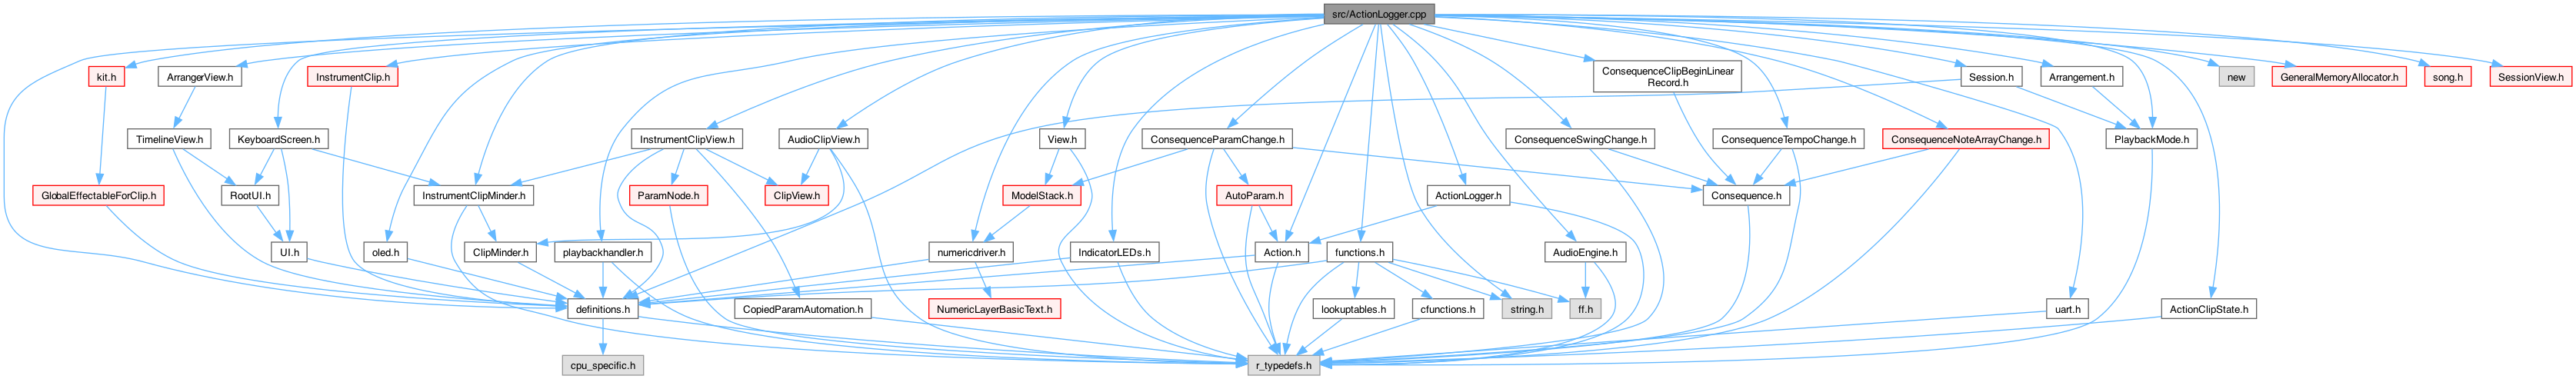 src/ActionLogger.cpp
kit.h
ArrangerView.h
InstrumentClip.h
ConsequenceClipBeginLinear
Record.h
Session.h
Arrangement.h
new
GeneralMemoryAllocator.h
song.h
SessionView.h
TimelineView.h
KeyboardScreen.h
InstrumentClipView.h
AudioClipView.h
View.h
ConsequenceParamChange.h
ConsequenceSwingChange.h
ConsequenceTempoChange.h
ConsequenceNoteArrayChange.h
PlaybackMode.h
GlobalEffectableForClip.h
RootUI.h
InstrumentClipMinder.h
ParamNode.h
ClipView.h
ModelStack.h
AutoParam.h
ActionLogger.h
Consequence.h
UI.h
oled.h
ClipMinder.h
playbackhandler.h
numericdriver.h
IndicatorLEDs.h
Action.h
functions.h
AudioEngine.h
definitions.h
CopiedParamAutomation.h
NumericLayerBasicText.h
lookuptables.h
cfunctions.h
string.h
ff.h
uart.h
ActionClipState.h
cpu_specific.h
r_typedefs.h